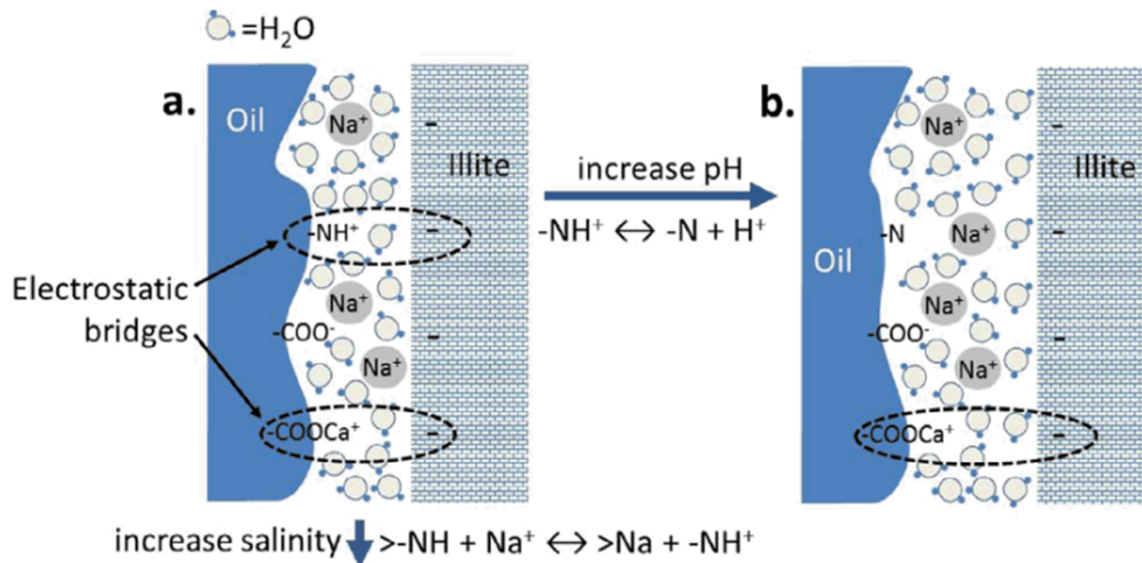 =H₂O
a.
Oil
Na⁺
-
Illite
-NH⁺
-
Electrostatic
bridges
Na⁺
-COO⁻
-
Na⁺
-COOCa⁺
-
increase pH
-NH⁺ ↔ -N + H⁺
b.
Na⁺
-
Illite
-N
Na⁺
-
Oil
Na⁺
-COO⁻
-
Na⁺
-COOCa⁺
-
increase salinity >-NH + Na⁺ ↔ >Na + -NH⁺